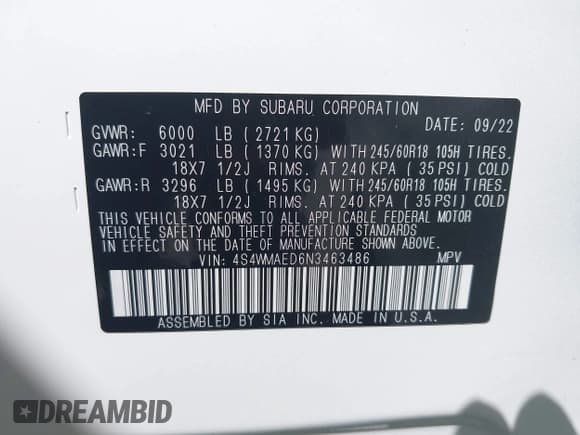 MFD BY SUBARU CORPORATION
DATE: 09/22
GVWR: 6000 LB ( 2721 KG)
GAWR:F 3021 LB ( 1370 KG) WITH 245/60R18 105H TIRES.
18X7 1/2J RIMS. AT 240 KPA ( 35 PSI) COLD
GAWR:R 3296 LB ( 1495 KG) WITH 245/60R18 105H TIRES.
18X7 1/2J RIMS. AT 240 KPA ( 35 PSI) COLD
THIS VEHICLE CONFORMS TO ALL APPLICABLE FEDERAL MOTOR
VEHICLE SAFETY AND THEFT PREVENTION STANDARDS
IN EFFECT ON THE DATE OF MANUFACTURE SHOWN ABOVE.
VIN: 4S4WMAED6N3463486 MPV
ASSEMBLED BY SIA INC. MADE IN U.S.A.
DREAMBID